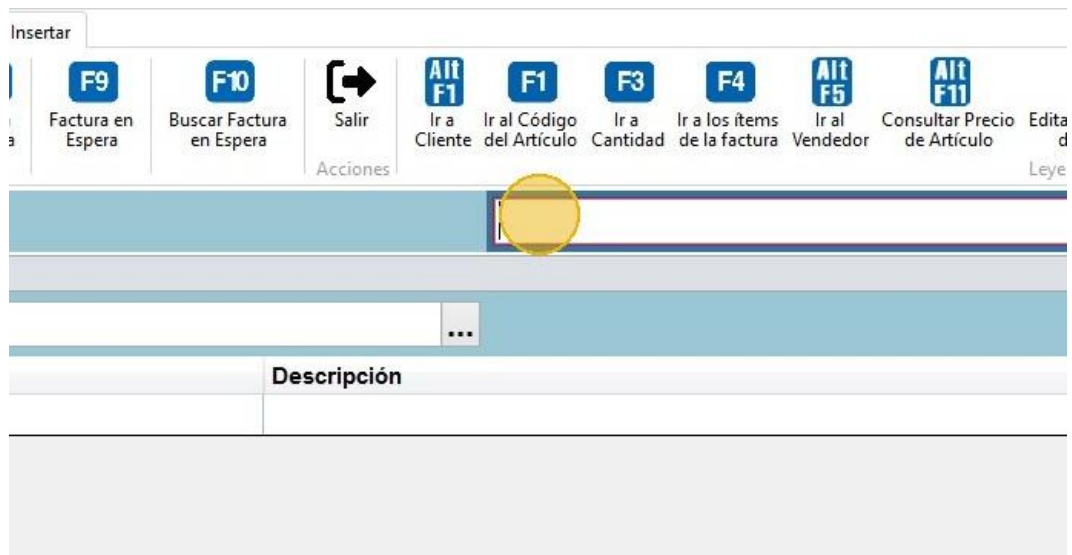 Insertar
F9
Factura en
Espera
F10
Buscar Factura
en Espera
Salir
Acciones
Alt
F1
Ir a
Cliente
F1
Ir al Código
del Artículo
F3
Ir a
Cantidad
F4
Ir a los ítems
de la factura
Alt
F5
Ir al
Vendedor
Alt
F11
Consultar Precio
de Artículo
Edita
d
Leye
...
Descripción